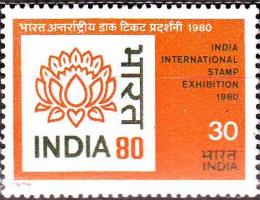 भारत अन्तर्राष्ट्रीय डाक टिकट प्रदर्शनी 1980
भारत
INDIA 80
INDIA
INTERNATIONAL
STAMP
EXHIBITION
1980
30
भारत
INDIA